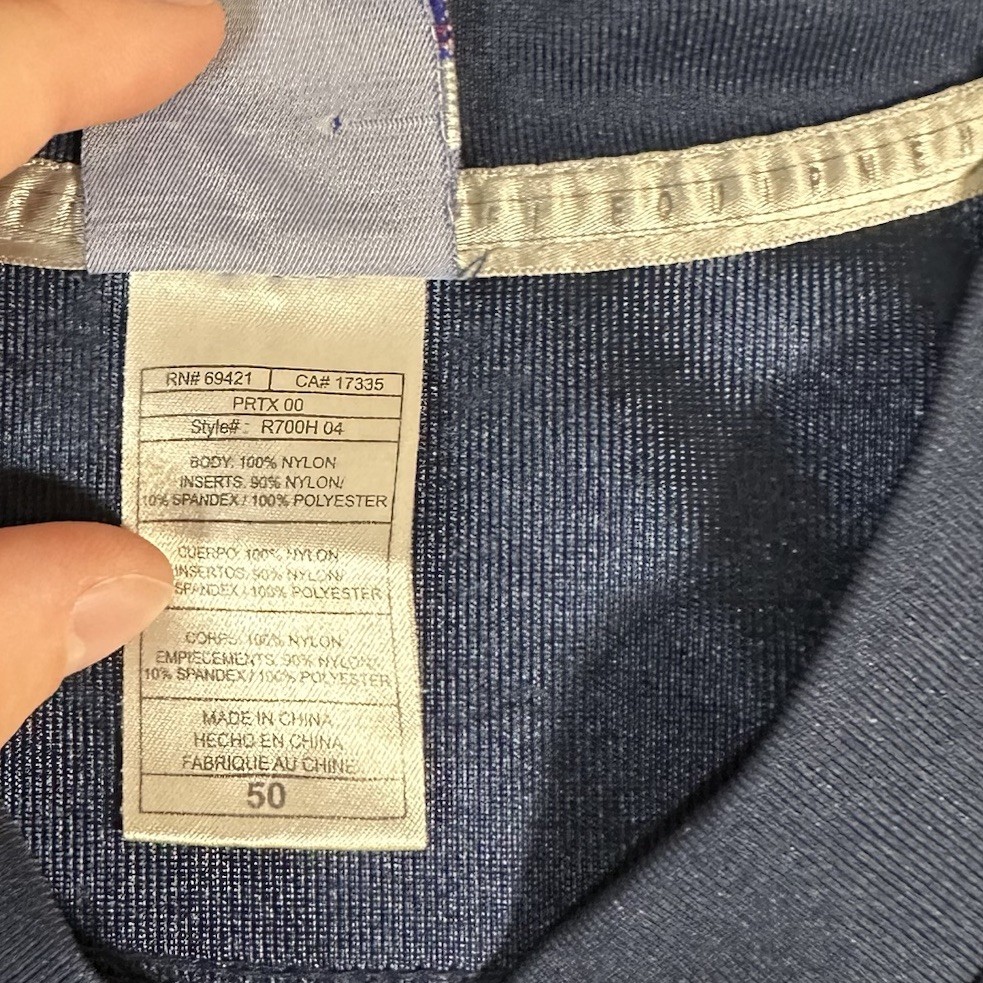 FL EQUIPMEN
RN# 69421 CA# 17335
PRTX 00
Style# : R700H 04
BODY: 100% NYLON
INSERTS: 90% NYLON/
10% SPANDEX / 100% POLYESTER
CUERPO: 100% NYLON
INSERTOS: 90% NYLON/
SPANDEX / 100% POLYESTER
CORPS: 100% NYLON
EMPIECEMENTS: 90% NYLON/
10% SPANDEX / 100% POLYESTER
MADE IN CHINA
HECHO EN CHINA
FABRIQUE AU CHINE
50